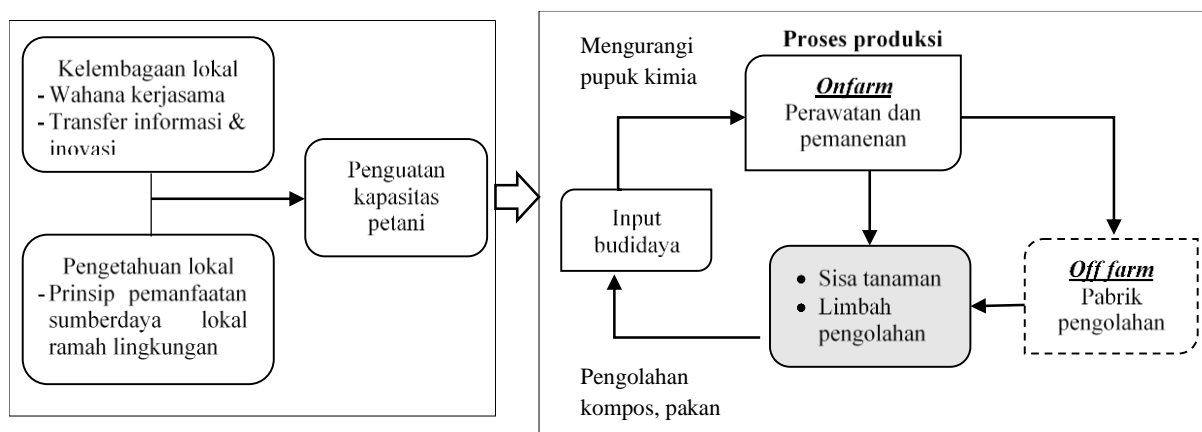 Kelembagaan lokal
- Wahana kerjasama
- Transfer informasi &
inovasi
Pengetahuan lokal
- Prinsip pemanfaatan
sumberdaya lokal
ramah lingkungan
Penguatan
kapasitas
petani
Mengurangi
pupuk kimia
Proses produksi
Onfarm
Perawatan dan
pemanenan
Input
budidaya
• Sisa tanaman
• Limbah
pengolahan
Off farm
Pabrik
pengolahan
Pengolahan
kompos, pakan